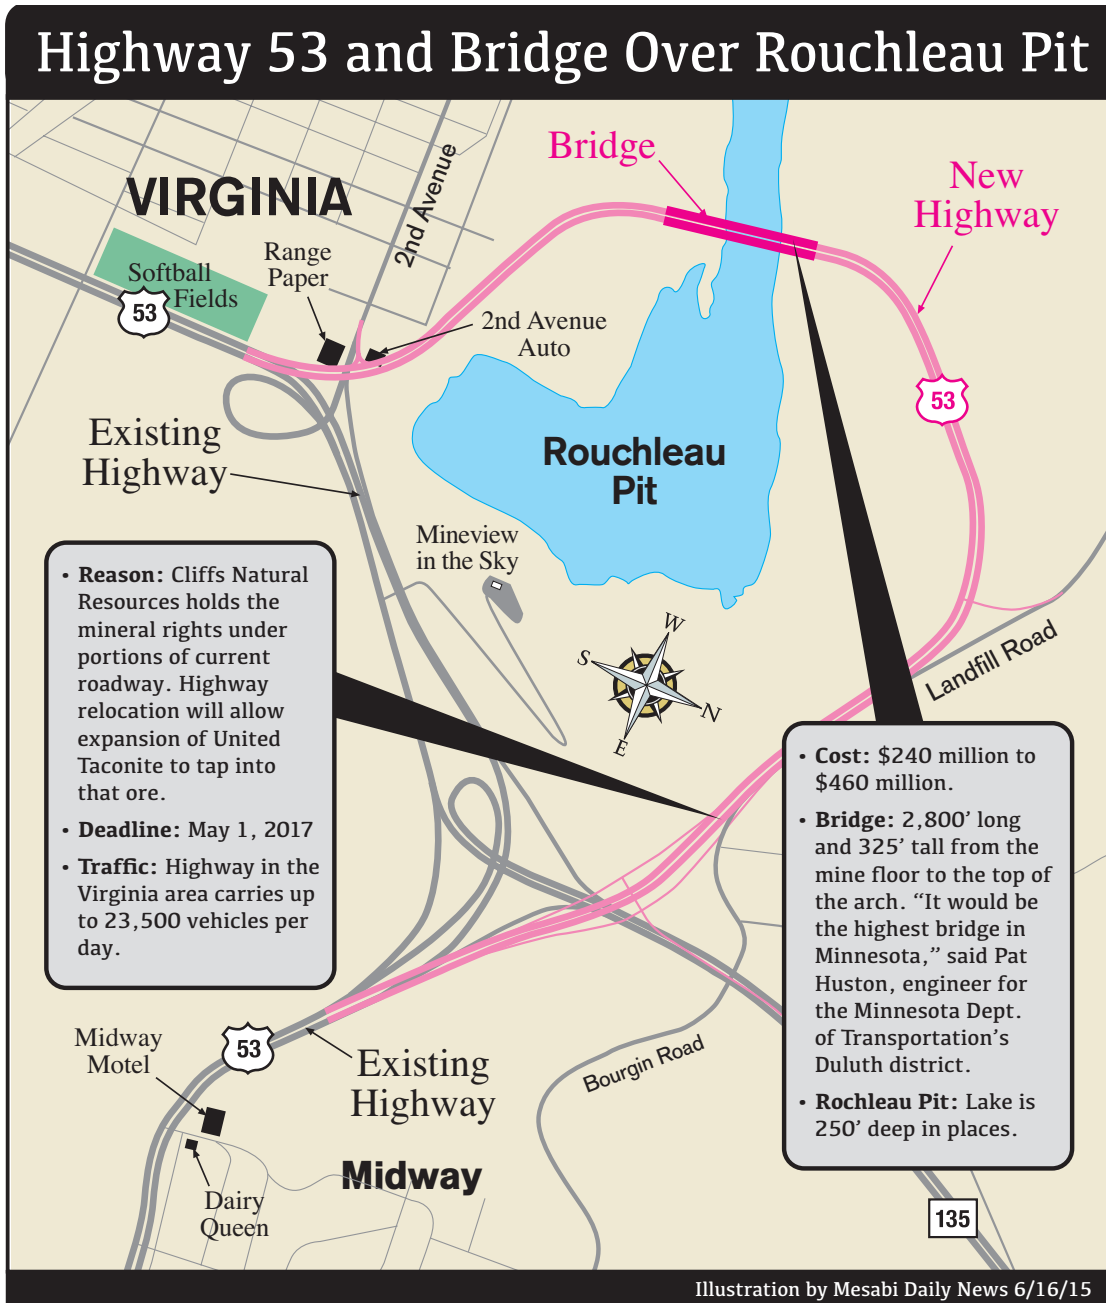 Highway 53 and Bridge Over Rouchleau Pit
Bridge
New
Highway
VIRGINIA
2nd Avenue
Softball
Fields
Range
Paper
53
2nd Avenue
Auto
53
Existing
Highway
Rouchleau
Pit
Mineview
in the Sky
• Reason: Cliffs Natural
Resources holds the
mineral rights under
portions of current
roadway. Highway
relocation will allow
expansion of United
Taconite to tap into
that ore.
• Deadline: May 1, 2017
• Traffic: Highway in the
Virginia area carries up
to 23,500 vehicles per
day.
W
S
N
E
Landfill Road
• Cost: $240 million to
$460 million.
• Bridge: 2,800’ long
and 325’ tall from the
mine floor to the top of
the arch. “It would be
the highest bridge in
Minnesota,” said Pat
Huston, engineer for
the Minnesota Dept.
of Transportation’s
Duluth district.
• Rochleau Pit: Lake is
250’ deep in places.
Midway
Motel
53
Existing
Highway
Bourgin Road
Midway
Dairy
Queen
135
Illustration by Mesabi Daily News 6/16/15